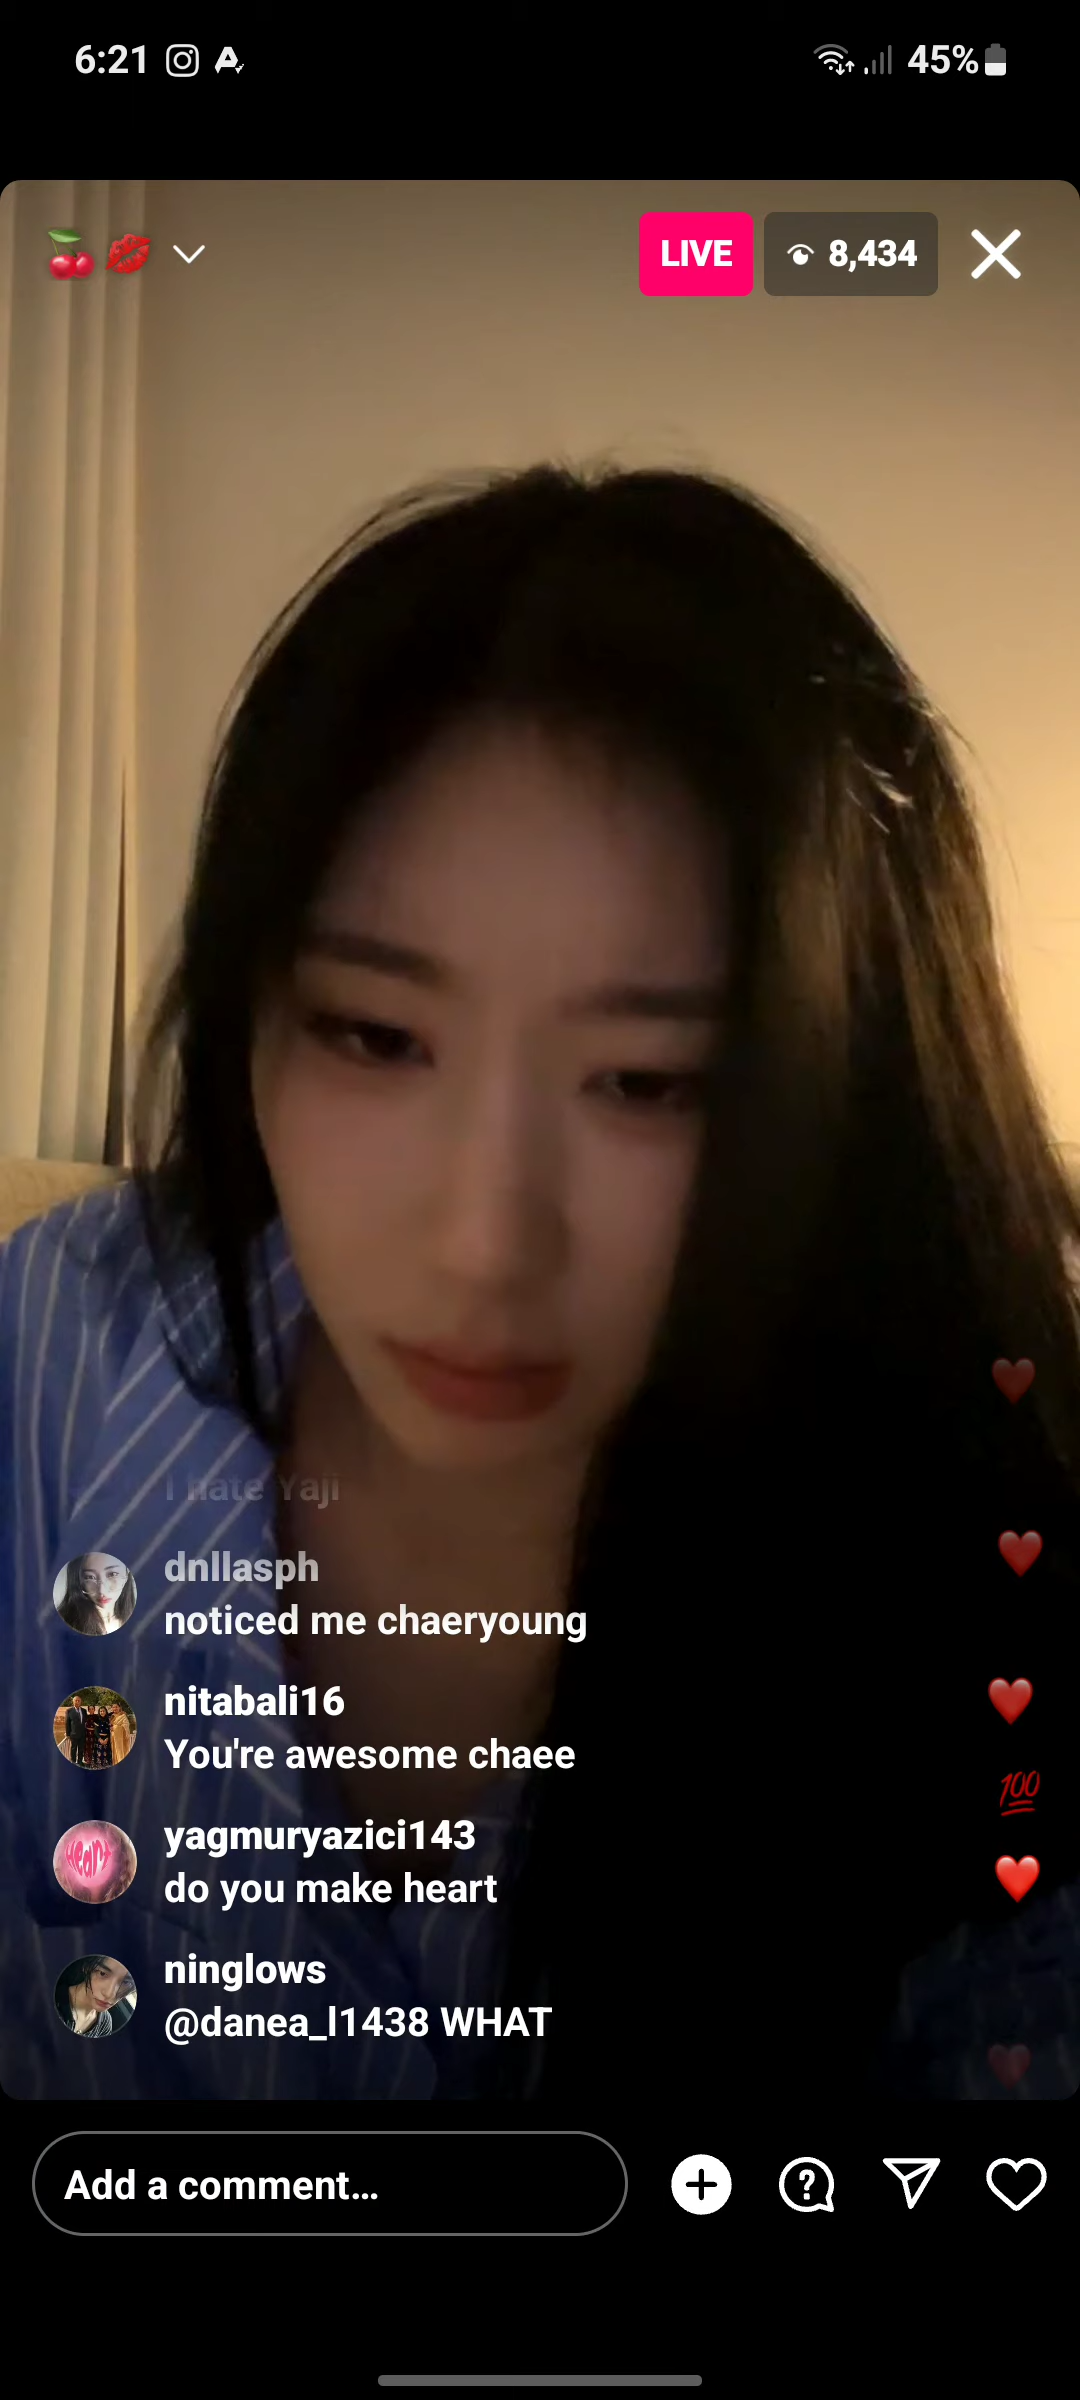 6:21
45%
LIVE
8,434
I hate Yaji
dnllasph
noticed me chaeryoung
nitabali16
You're awesome chaee
yagmuryazici143
do you make heart
ninglows
@danea_l1438 WHAT
Add a comment...